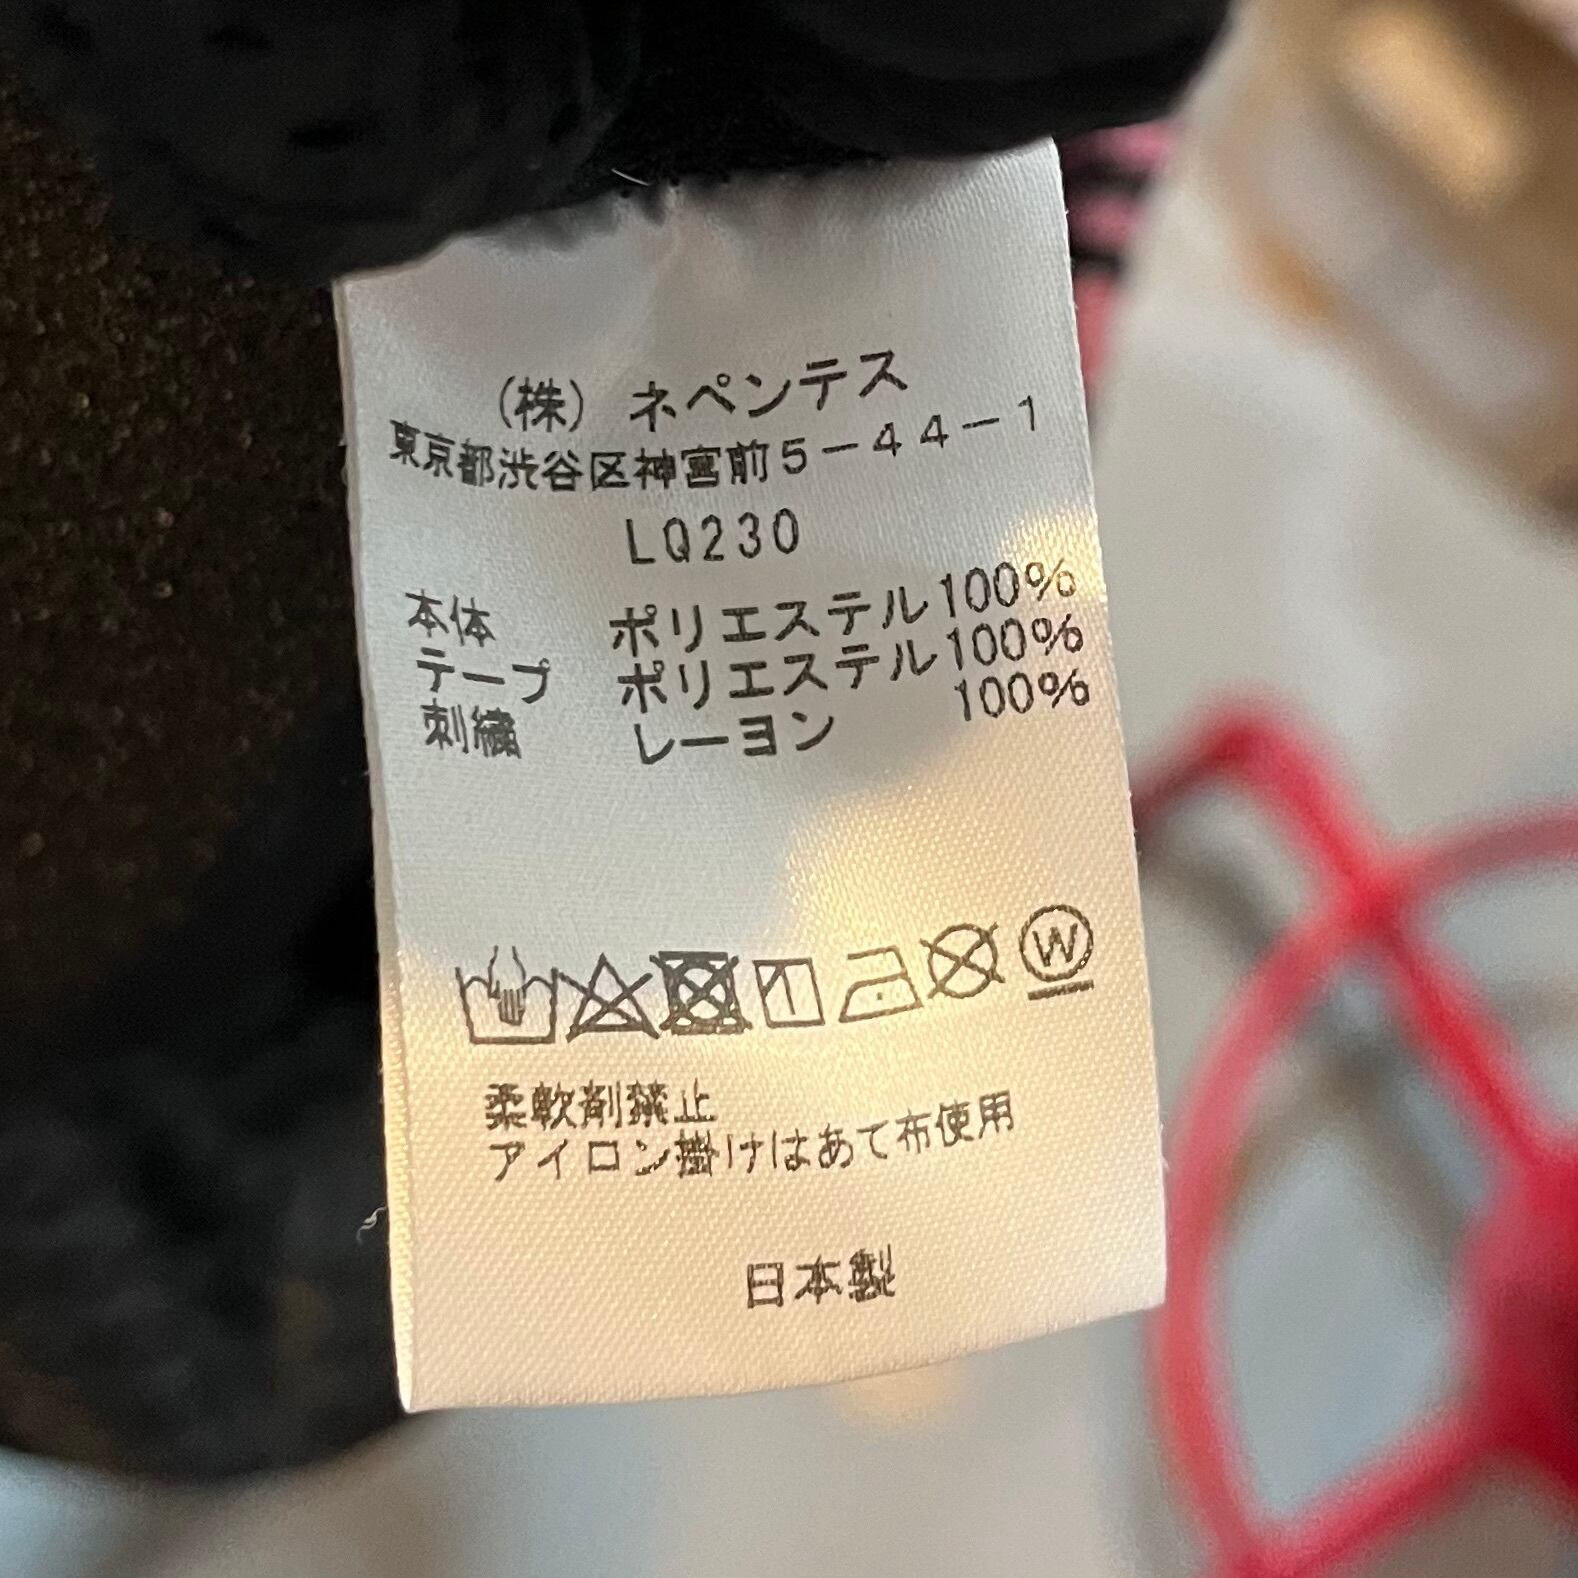 （株） ネペンテス
東京都渋谷区神宮前5－44－1
LQ230
本体 ポリエステル100%
テープ ポリエステル100%
刺繍 レーヨン 100%
W
柔軟剤禁止
アイロン掛けはあて布使用
日本製